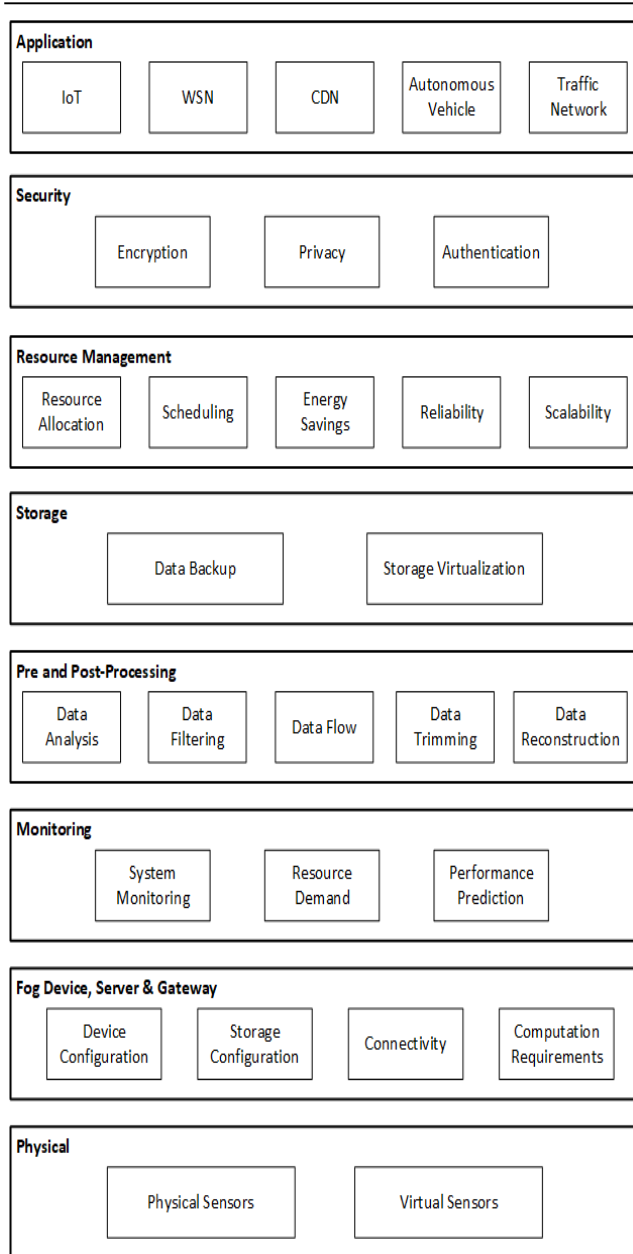 Application
IoT
WSN
CDN
Autonomous
Vehicle
Traffic
Network
Security
Encryption
Privacy
Authentication
Resource Management
Resource
Allocation
Scheduling
Energy
Savings
Reliability
Scalability
Storage
Data Backup
Storage Virtualization
Pre and Post-Processing
Data
Analysis
Data
Filtering
Data Flow
Data
Trimming
Data
Reconstruction
Monitoring
System
Monitoring
Resource
Demand
Performance
Prediction
Fog Device, Server & Gateway
Device
Configuration
Storage
Configuration
Connectivity
Computation
Requirements
Physical
Physical Sensors
Virtual Sensors